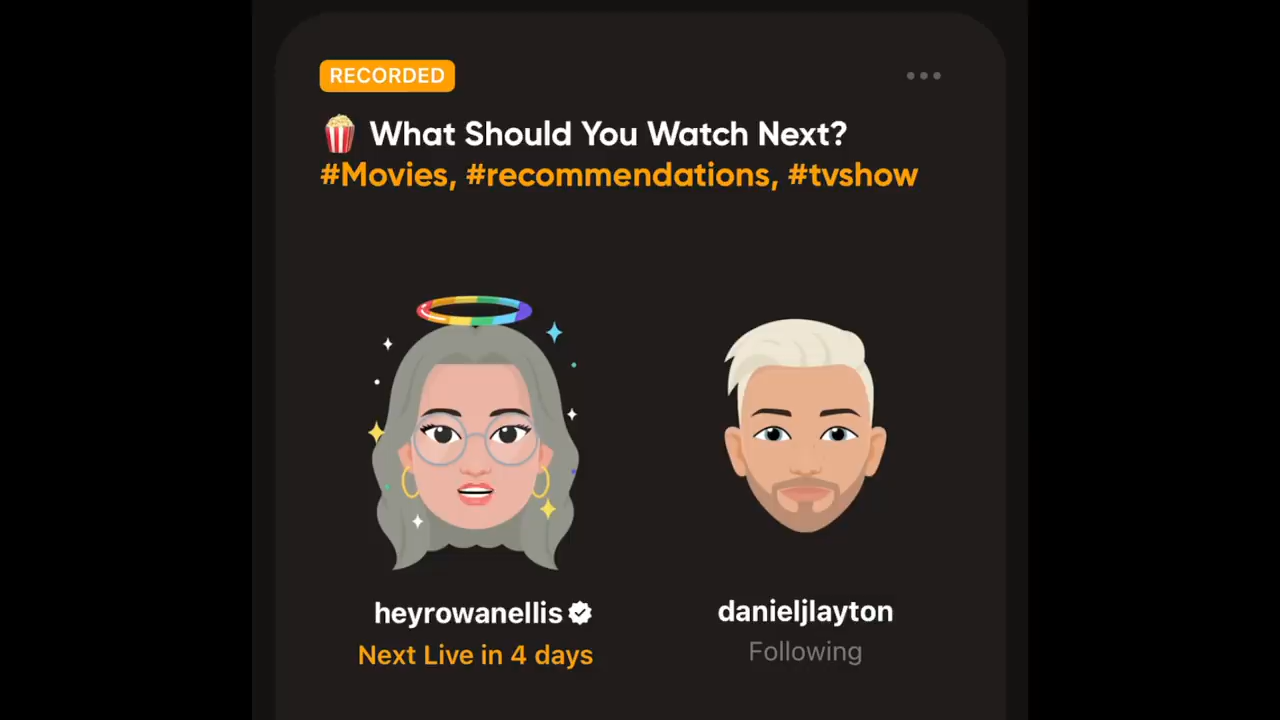 RECORDED
🍿 What Should You Watch Next?
#Movies, #recommendations, #tvshow
heyrowanellis
danieljlayton
Next Live in 4 days
Following